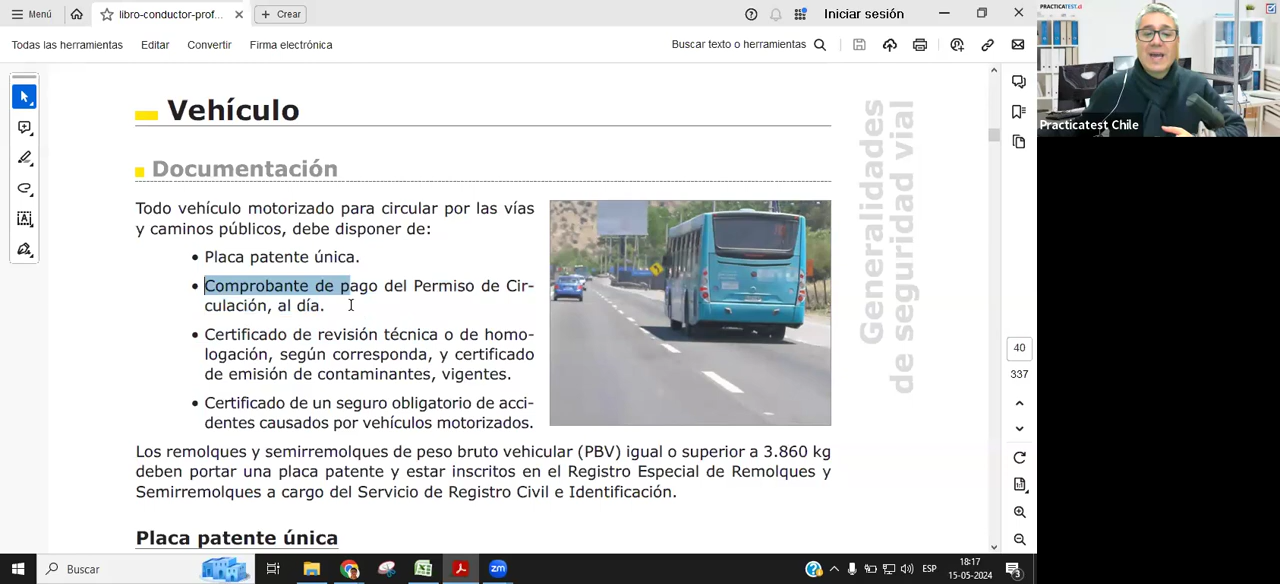 Menú
libro-conductor-prof...
Crear
Iniciar sesión
PRACTICATEST.cl
Todas las herramientas
Editar
Convertir
Firma electrónica
Buscar texto o herramientas
Practicatest Chile
Vehículo
Documentación
Todo vehículo motorizado para circular por las vías
y caminos públicos, debe disponer de:
• Placa patente única.
• Comprobante de pago del Permiso de Cir-
culación, al día.
• Certificado de revisión técnica o de homo-
logación, según corresponda, y certificado
de emisión de contaminantes, vigentes.
• Certificado de un seguro obligatorio de acci-
dentes causados por vehículos motorizados.
Los remolques y semirremolques de peso bruto vehicular (PBV) igual o superior a 3.860 kg
deben portar una placa patente y estar inscritos en el Registro Especial de Remolques y
Semirremolques a cargo del Servicio de Registro Civil e Identificación.
Placa patente única
Generalidades
de seguridad vial
40
337
Buscar
ESP
18:17
15-05-2024
3